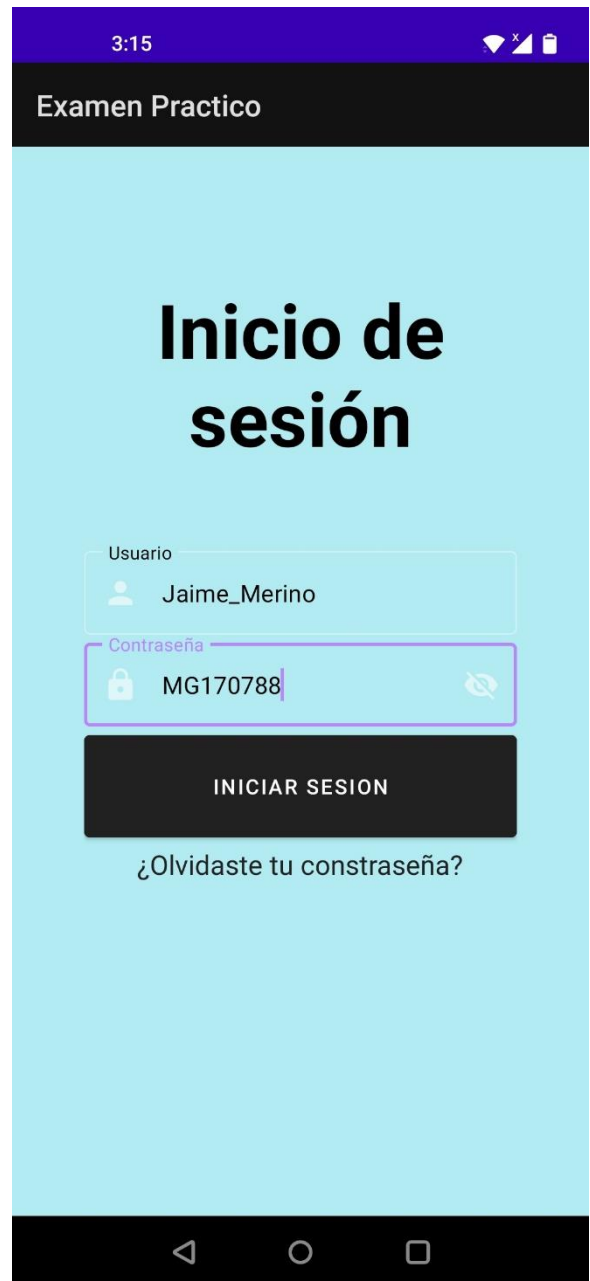 3:15
Examen Practico
Inicio de
sesión
Usuario
Jaime_Merino
Contraseña
MG170788
INICIAR SESION
¿Olvidaste tu constraseña?